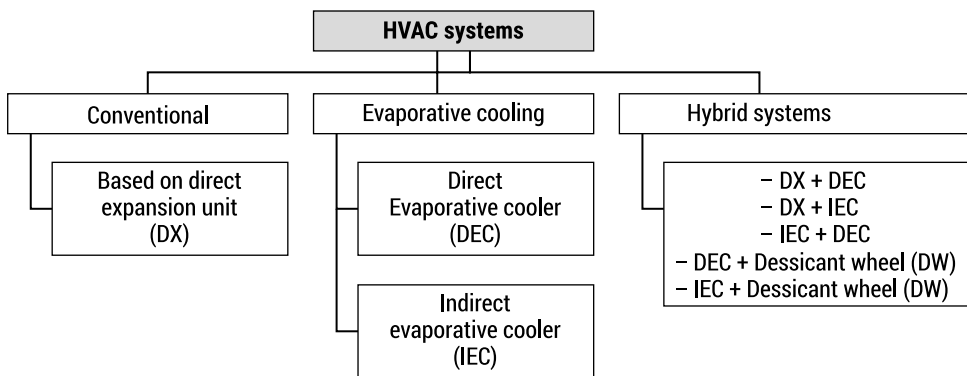 HVAC systems
Conventional
Evaporative cooling
Hybrid systems
Based on direct
expansion unit
(DX)
Direct
Evaporative cooler
(DEC)
Indirect
evaporative cooler
(IEC)
– DX + DEC
– DX + IEC
– IEC + DEC
– DEC + Dessicant wheel (DW)
– IEC + Dessicant wheel (DW)